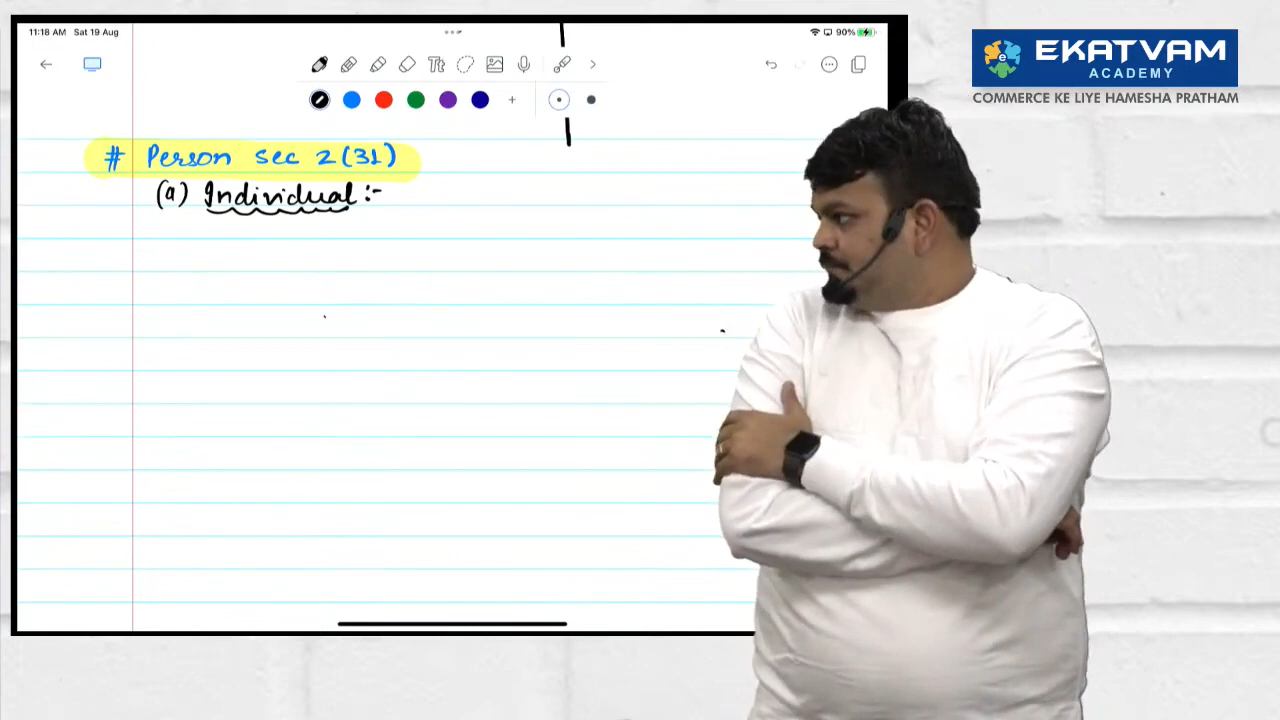 11:18 AM Sat 19 Aug
90%
Tt
# Person sec 2(31)
(a) Individual :-
EKATVAM
ACADEMY
COMMERCE KE LIYE HAMESHA PRATHAM